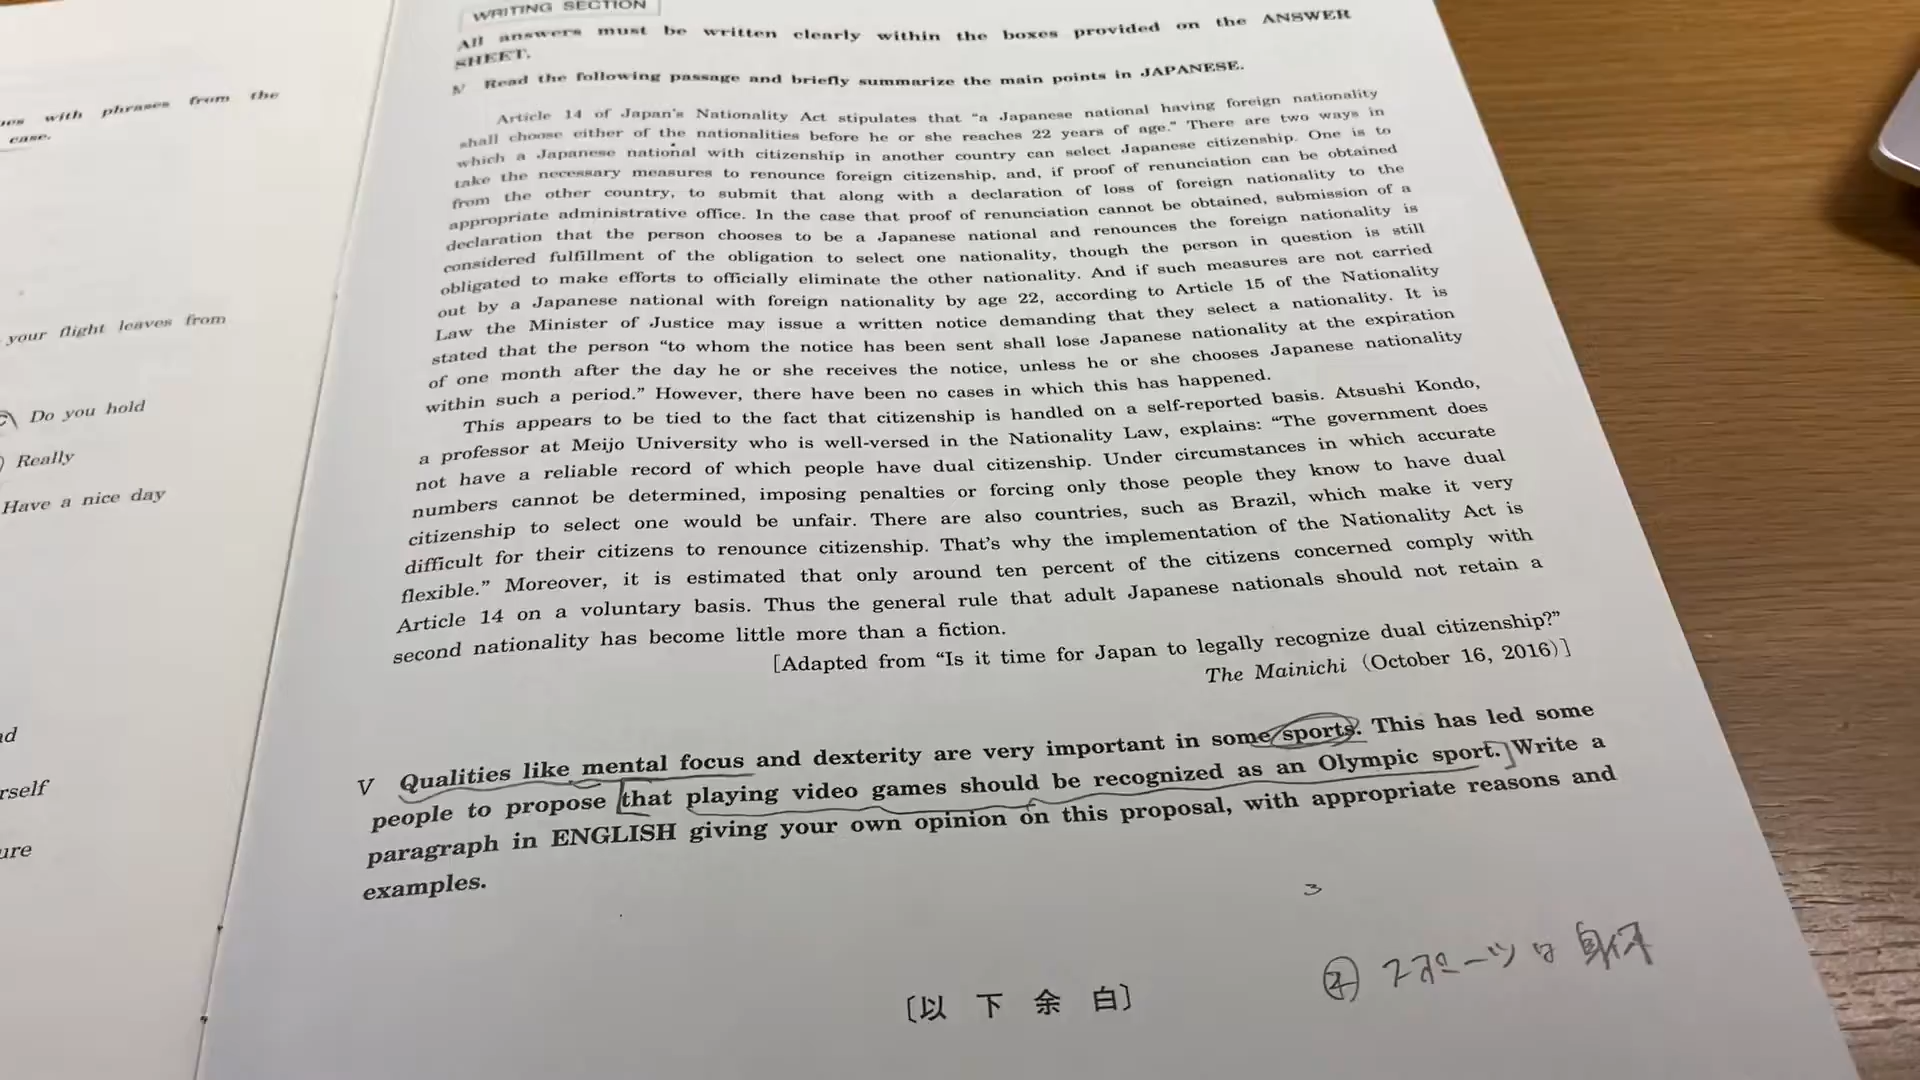 WRITING SECTION
All answers must be written clearly within the boxes provided on the ANSWER
SHEET.
Ⅳ Read the following passage and briefly summarize the main points in JAPANESE.
Article 14 of Japan's Nationality Act stipulates that "a Japanese national having foreign nationality
shall choose either of the nationalities before he or she reaches 22 years of age." There are two ways in
which a Japanese national with citizenship in another country can select Japanese citizenship. One is to
take the necessary measures to renounce foreign citizenship, and, if proof of renunciation can be obtained
from the other country, to submit that along with a declaration of loss of foreign nationality to the
appropriate administrative office. In the case that proof of renunciation cannot be obtained, submission of a
declaration that the person chooses to be a Japanese national and renounces the foreign nationality is
considered fulfillment of the obligation to select one nationality, though the person in question is still
obligated to make efforts to officially eliminate the other nationality. And if such measures are not carried
out by a Japanese national with foreign nationality by age 22, according to Article 15 of the Nationality
Law the Minister of Justice may issue a written notice demanding that they select a nationality. It is
stated that the person "to whom the notice has been sent shall lose Japanese nationality at the expiration
of one month after the day he or she receives the notice, unless he or she chooses Japanese nationality
within such a period." However, there have been no cases in which this has happened.
This appears to be tied to the fact that citizenship is handled on a self-reported basis. Atsushi Kondo,
a professor at Meijo University who is well-versed in the Nationality Law, explains: "The government does
not have a reliable record of which people have dual citizenship. Under circumstances in which accurate
numbers cannot be determined, imposing penalties or forcing only those people they know to have dual
citizenship to select one would be unfair. There are also countries, such as Brazil, which make it very
difficult for their citizens to renounce citizenship. That's why the implementation of the Nationality Act is
flexible." Moreover, it is estimated that only around ten percent of the citizens concerned comply with
Article 14 on a voluntary basis. Thus the general rule that adult Japanese nationals should not retain a
second nationality has become little more than a fiction.
[Adapted from "Is it time for Japan to legally recognize dual citizenship?"
The Mainichi (October 16, 2016)]
Ⅴ Qualities like mental focus and dexterity are very important in some sports. This has led some
people to propose that playing video games should be recognized as an Olympic sport. Write a
paragraph in ENGLISH giving your own opinion on this proposal, with appropriate reasons and
examples.
〔以 下 余 白〕
スポーツは身体
with phrases from the
case.
your flight leaves from
Do you hold
Really
Have a nice day